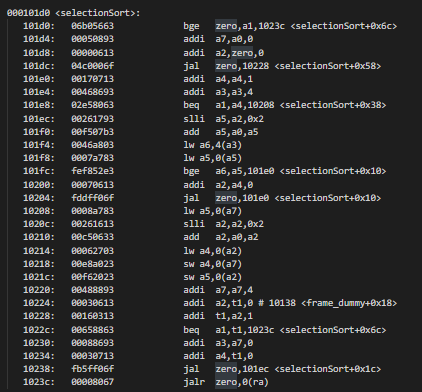 000101d0 <selectionSort>:
101d0: 06b05663 bge zero,a1,1023c <selectionSort+0x6c>
101d4: 00050893 addi a7,a0,0
101d8: 00000613 addi a2,zero,0
101dc: 04c0006f jal zero,10228 <selectionSort+0x58>
101e0: 00170713 addi a4,a4,1
101e4: 00468693 addi a3,a3,4
101e8: 02e58063 beq a1,a4,10208 <selectionSort+0x38>
101ec: 00261793 slli a5,a2,0x2
101f0: 00f507b3 add a5,a0,a5
101f4: 0046a803 lw a6,4(a3)
101f8: 0007a783 lw a5,0(a5)
101fc: fef852e3 bge a6,a5,101e0 <selectionSort+0x10>
10200: 00070613 addi a2,a4,0
10204: fddff06f jal zero,101e0 <selectionSort+0x10>
10208: 0008a783 lw a5,0(a7)
1020c: 00261613 slli a2,a2,0x2
10210: 00c50633 add a2,a0,a2
10214: 00062703 lw a4,0(a2)
10218: 00e8a023 sw a4,0(a7)
1021c: 00f62023 sw a5,0(a2)
10220: 00488893 addi a7,a7,4
10224: 00030613 addi a2,t1,0 # 10138 <frame_dummy+0x18>
10228: 00160313 addi t1,a2,1
1022c: 00658863 beq a1,t1,1023c <selectionSort+0x6c>
10230: 00088693 addi a3,a7,0
10234: 00030713 addi a4,t1,0
10238: fb5ff06f jal zero,101ec <selectionSort+0x1c>
1023c: 00008067 jalr zero,0(ra)